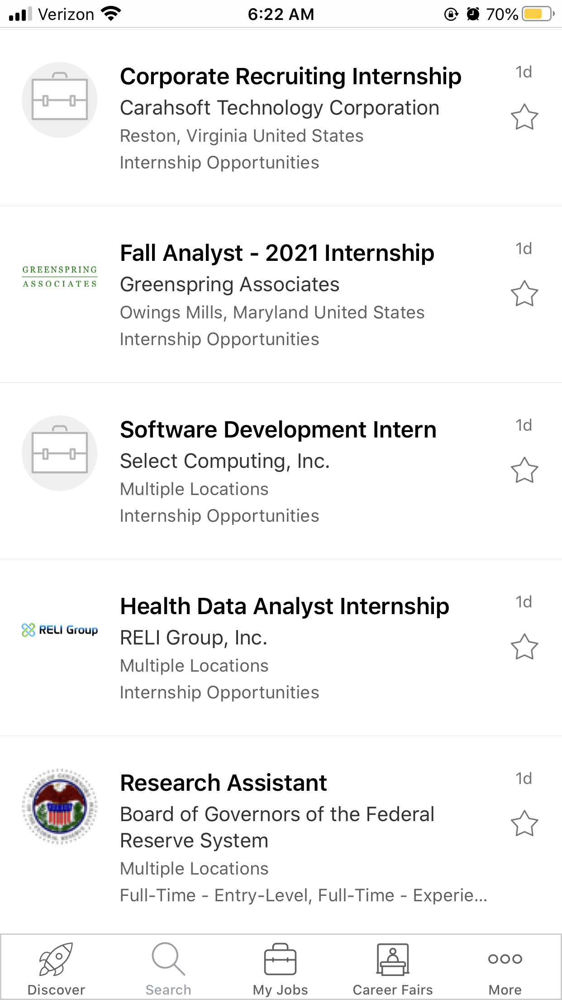 Verizon 6:22 AM 70%
Corporate Recruiting Internship 1d
Carahsoft Technology Corporation
Reston, Virginia United States
Internship Opportunities
Fall Analyst - 2021 Internship 1d
GREENSPRING
ASSOCIATES
Greenspring Associates
Owings Mills, Maryland United States
Internship Opportunities
Software Development Intern 1d
Select Computing, Inc.
Multiple Locations
Internship Opportunities
Health Data Analyst Internship 1d
RELI Group
RELI Group, Inc.
Multiple Locations
Internship Opportunities
Research Assistant 1d
Board of Governors of the Federal
Reserve System
Multiple Locations
Full-Time - Entry-Level, Full-Time - Experie...
Discover Search My Jobs Career Fairs More